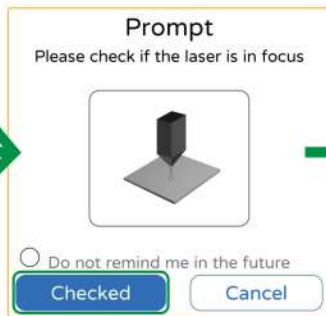 Prompt
Please check if the laser is in focus
Do not remind me in the future
Checked Cancel